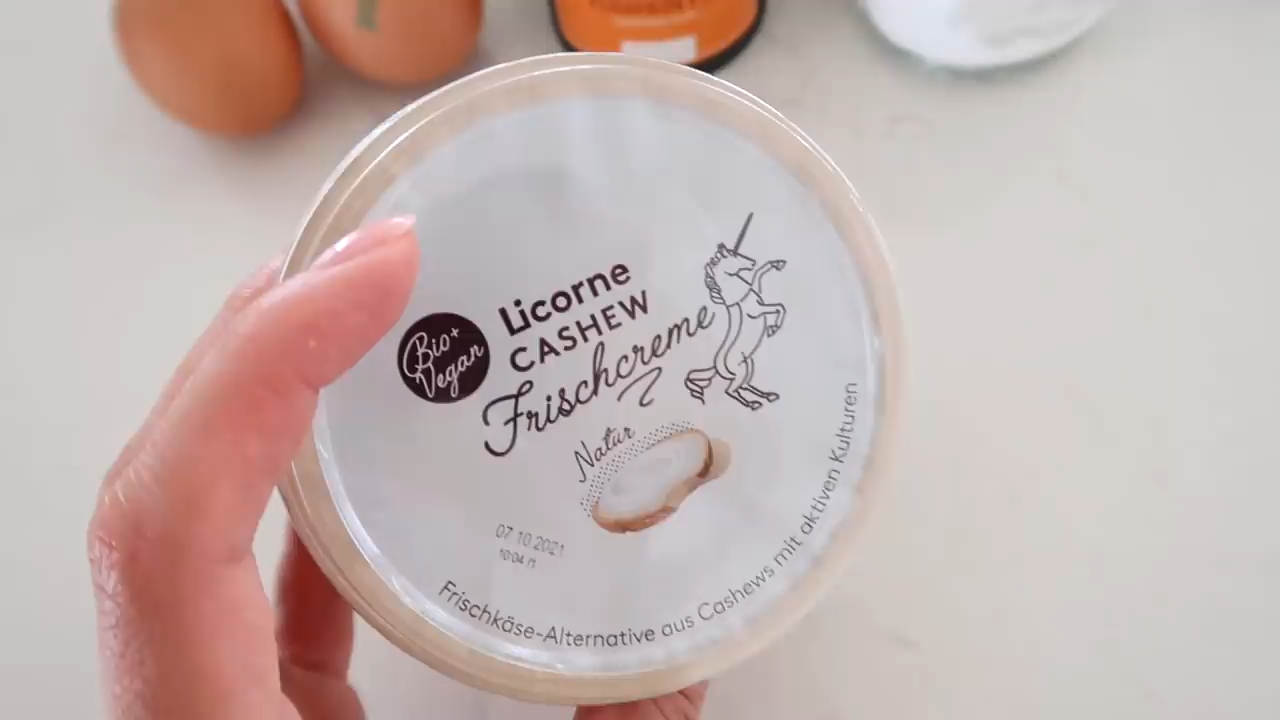 Bio+
Vegan
Licorne
CASHEW
Frischcreme
Natur
07.10.2021
Frischkäse-Alternative aus Cashews mit aktiven Kulturen